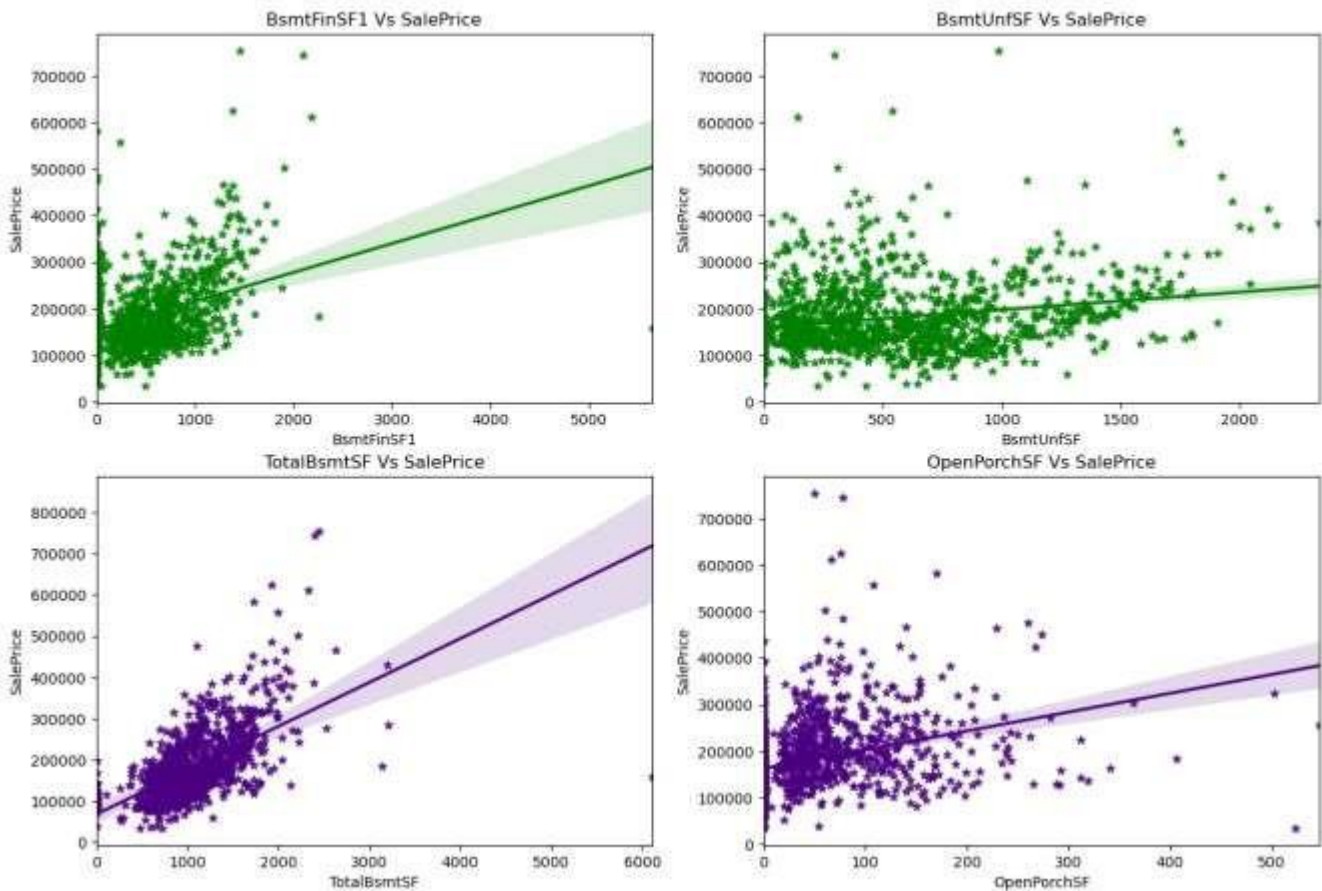 BsmtFinSF1 Vs SalePrice
700000
600000
500000
400000
300000
200000
100000
0
SalePrice
0 1000 2000 3000 4000 5000
BsmtFinSF1
BsmtUnfSF Vs SalePrice
700000
600000
500000
400000
300000
200000
100000
0
SalePrice
0 500 1000 1500 2000
BsmtUnfSF
TotalBsmtSF Vs SalePrice
800000
700000
600000
500000
400000
300000
200000
100000
0
SalePrice
0 1000 2000 3000 4000 5000 6000
TotalBsmtSF
OpenPorchSF Vs SalePrice
700000
600000
500000
400000
300000
200000
100000
0
SalePrice
0 100 200 300 400 500
OpenPorchSF